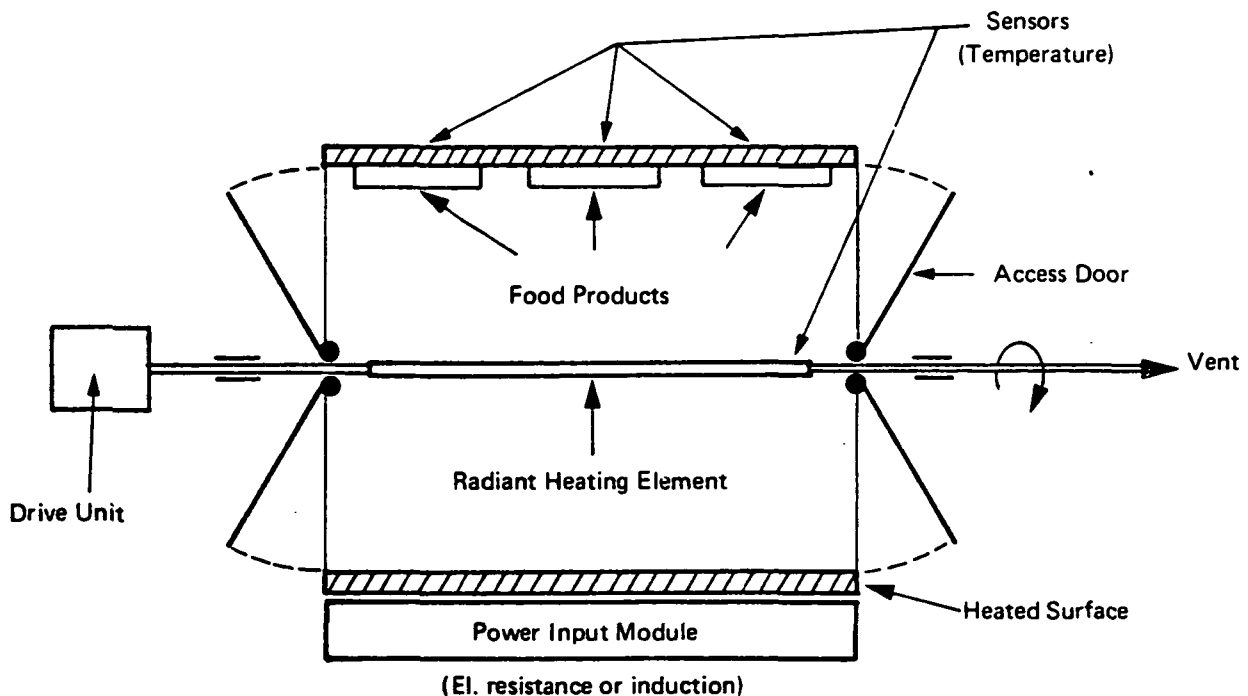 Sensors
(Temperature)
Food Products
Access Door
Vent
Radiant Heating Element
Drive Unit
Heated Surface
Power Input Module
(El. resistance or induction)